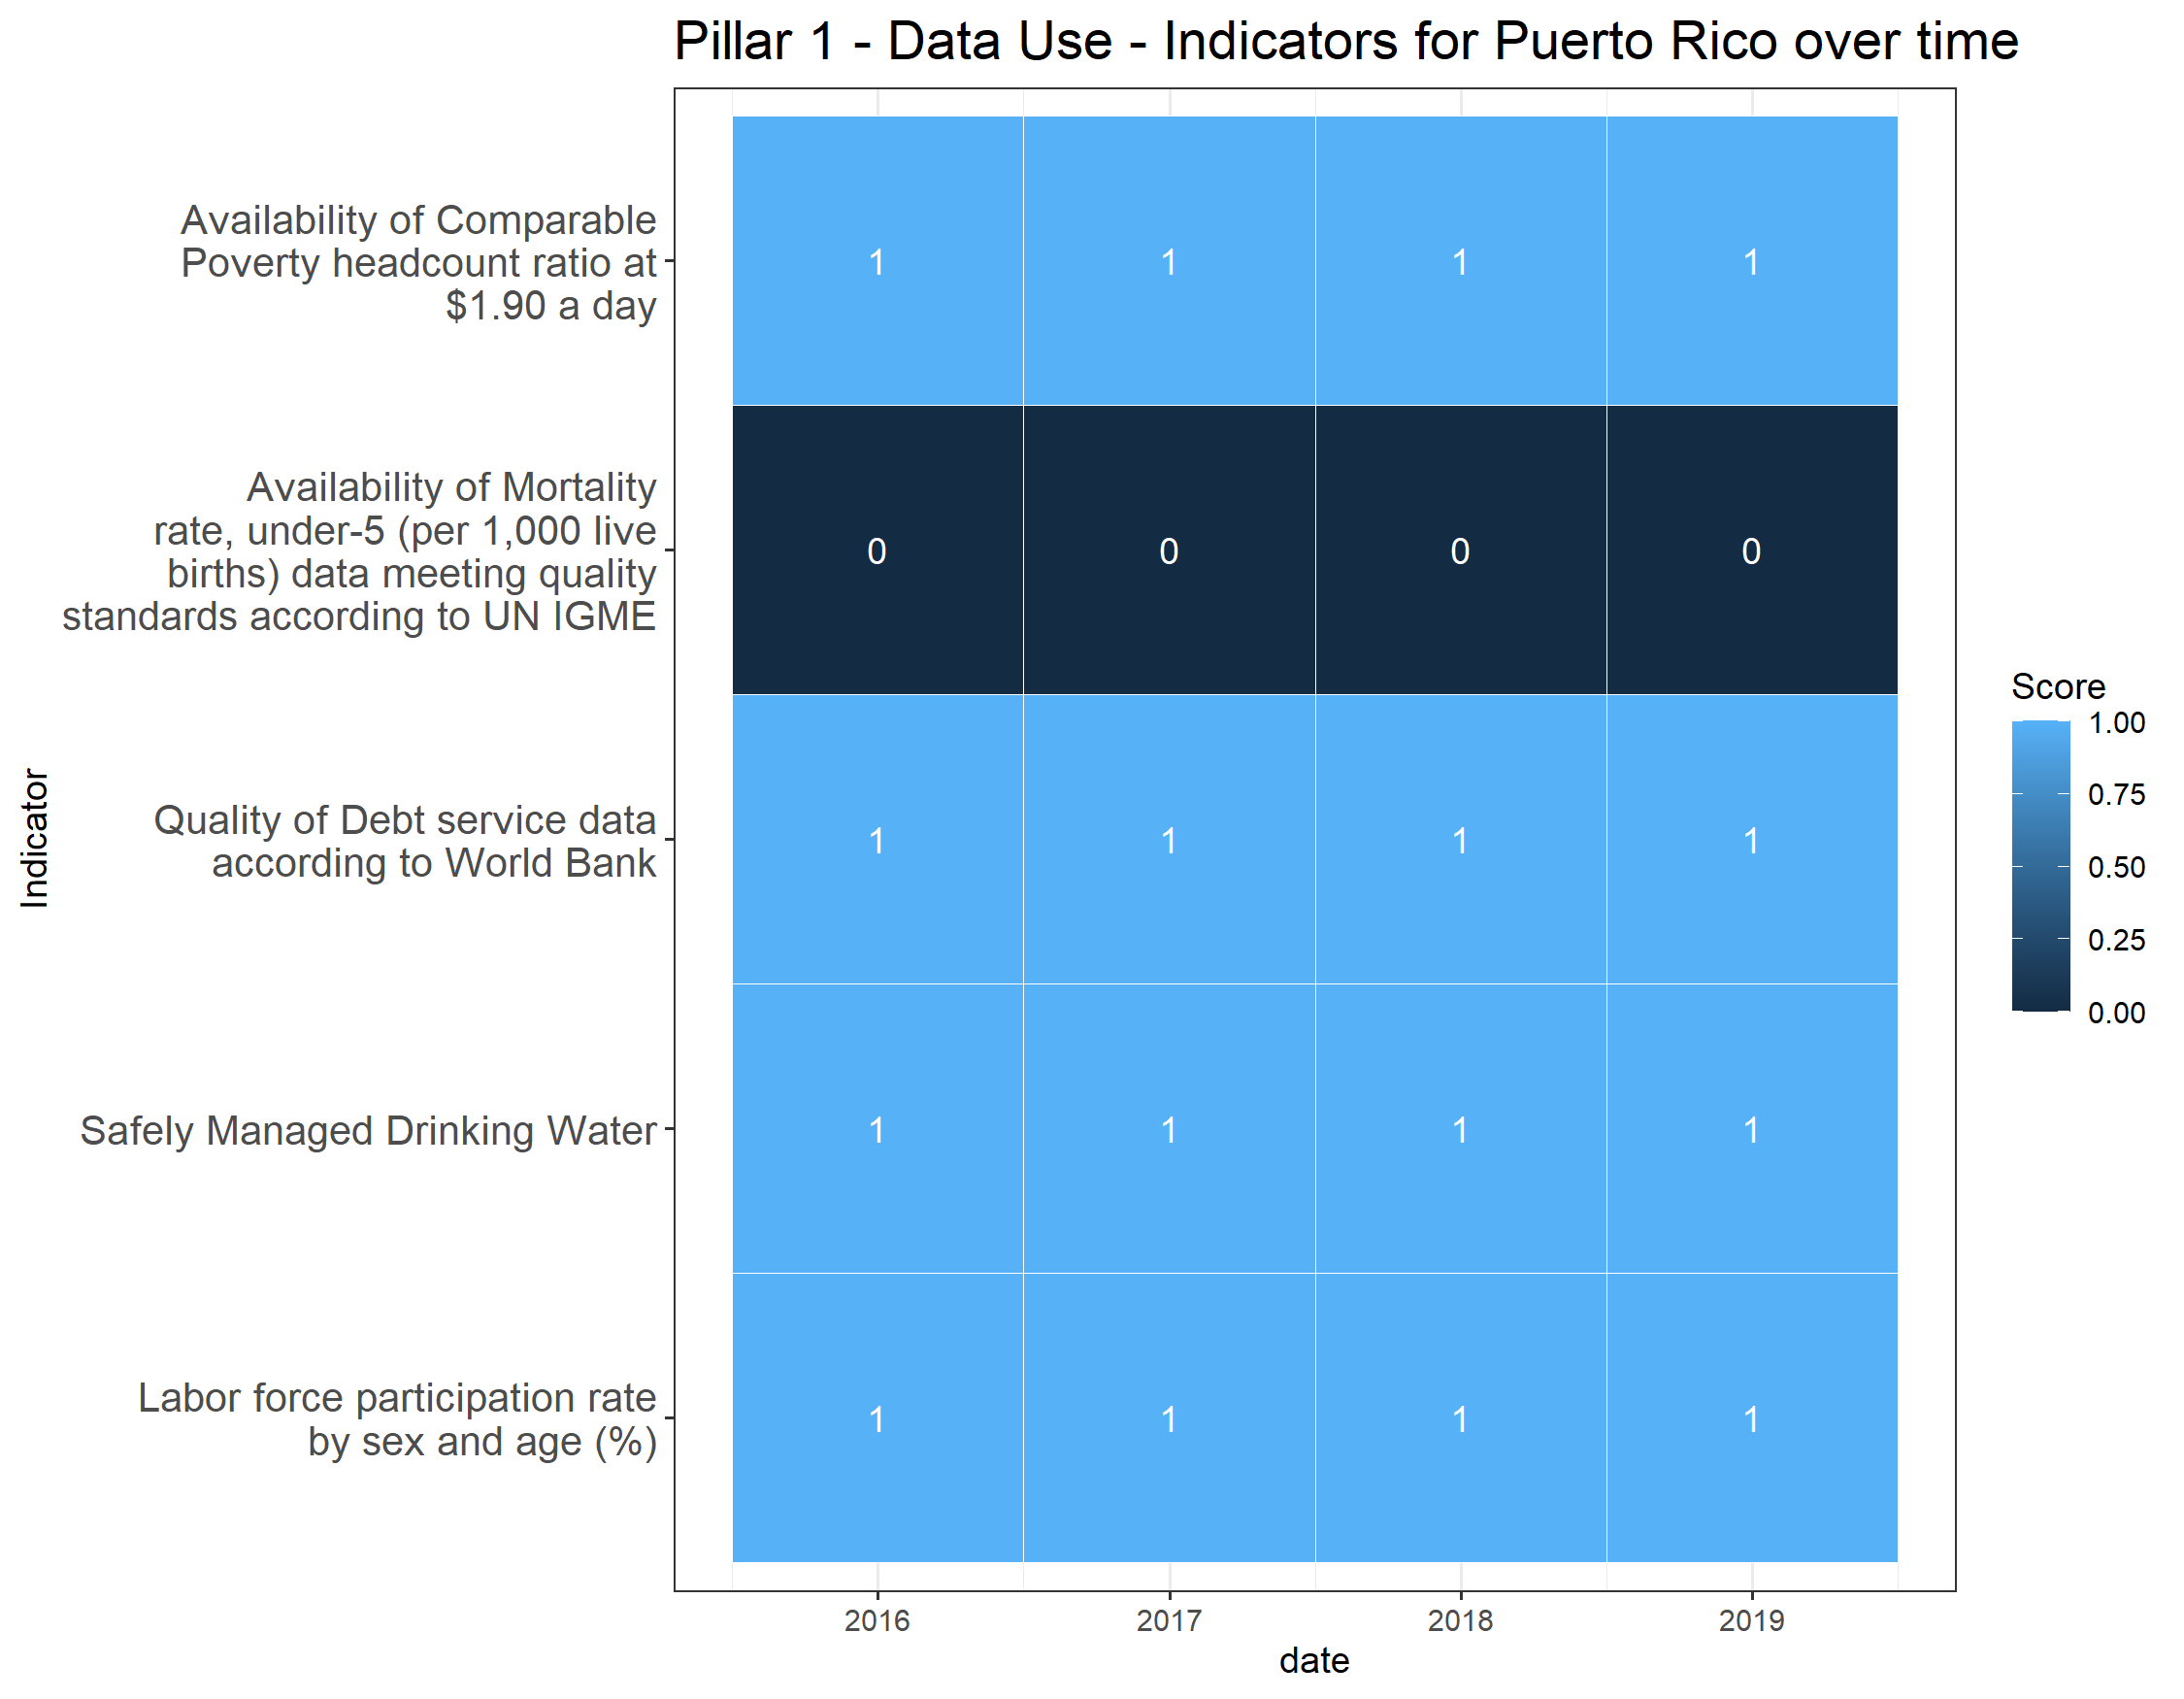 Pillar 1 - Data Use - Indicators for Puerto Rico over time
Indicator
Availability of Comparable
Poverty headcount ratio at
$1.90 a day
1 1 1 1
Availability of Mortality
rate, under-5 (per 1,000 live
births) data meeting quality
standards according to UN IGME
0 0 0 0
Quality of Debt service data
according to World Bank
1 1 1 1
Safely Managed Drinking Water
1 1 1 1
Labor force participation rate
by sex and age (%)
1 1 1 1
2016 2017 2018 2019
date
Score
1.00
0.75
0.50
0.25
0.00